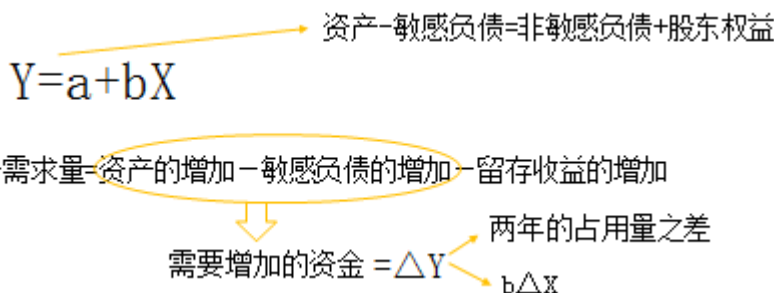 资产-敏感负债=非敏感负债+股东权益
Y=a+bX
需求量=资产的增加-敏感负债的增加-留存收益的增加
两年的占用量之差
需要增加的资金 =△Y
b△X